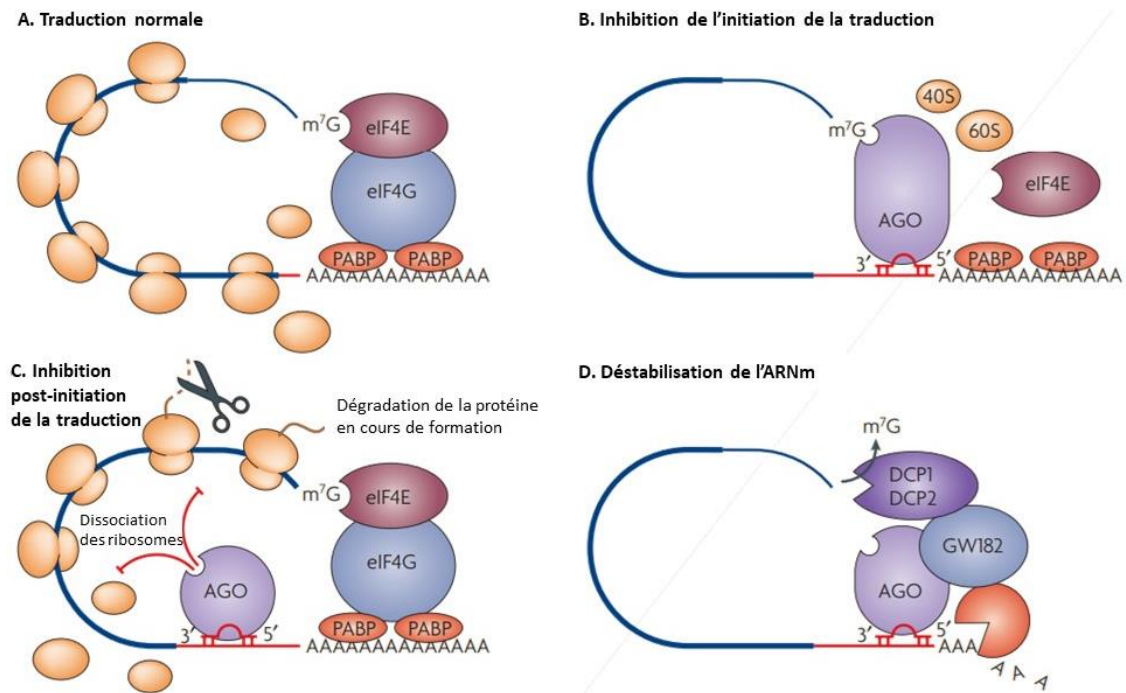 A. Traduction normale
m⁷G
eIF4E
eIF4G
PABP PABP
AAAAAAAAAAAAAA
B. Inhibition de l’initiation de la traduction
40S
60S
m⁷G
eIF4E
AGO
3′ 5′
PABP PABP
AAAAAAAAAAAAAA
C. Inhibition
post-initiation
de la traduction
Dégradation de la protéine
en cours de formation
m⁷G
eIF4E
Dissociation
des ribosomes
eIF4G
AGO
3′ 5′
PABP PABP
AAAAAAAAAAAAAA
D. Déstabilisation de l’ARNm
m⁷G
DCP1
DCP2
GW182
AGO
3′ 5′
AAA
A A A